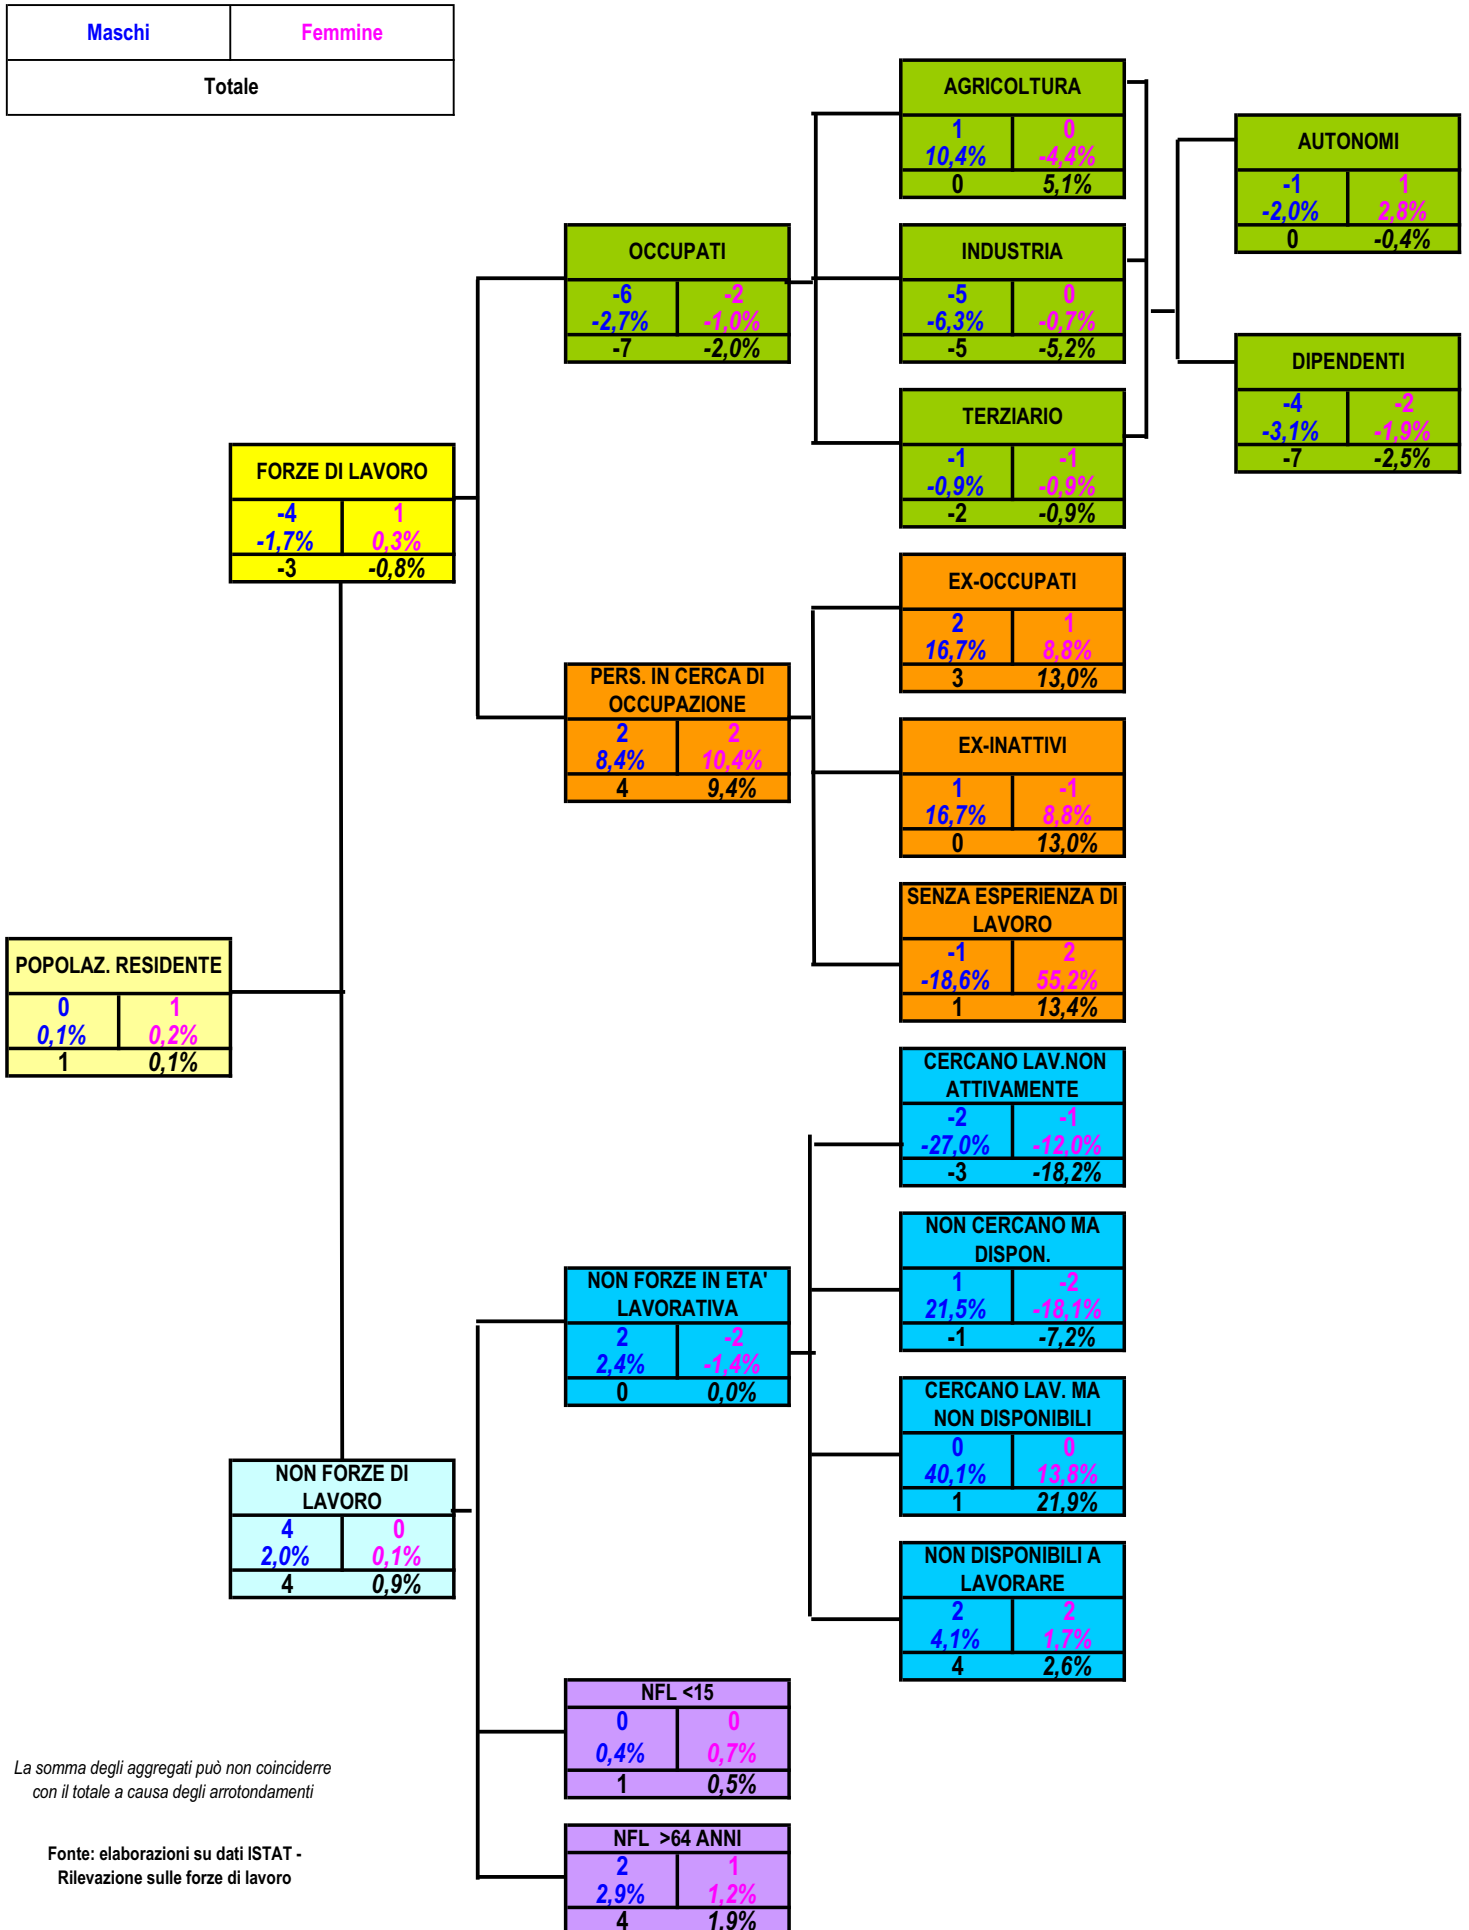 Maschi Femmine
Totale
AGRICOLTURA
1 0
10,4% -4,4%
0 5,1%
AUTONOMI
-1 1
-2,0% 2,8%
0 -0,4%
OCCUPATI
-6 -2
-2,7% -1,0%
-7 -2,0%
INDUSTRIA
-5 0
-6,3% -0,7%
-5 -5,2%
DIPENDENTI
-4 -2
-3,1% -1,9%
-7 -2,5%
TERZIARIO
-1 -1
-0,9% -0,9%
-2 -0,9%
FORZE DI LAVORO
-4 1
-1,7% 0,3%
-3 -0,8%
EX-OCCUPATI
2 1
16,7% 8,8%
3 13,0%
PERS. IN CERCA DI
OCCUPAZIONE
2 2
8,4% 10,4%
4 9,4%
EX-INATTIVI
1 -1
16,7% 8,8%
0 13,0%
SENZA ESPERIENZA DI
LAVORO
-1 2
-18,6% 55,2%
1 13,4%
POPOLAZ. RESIDENTE
0 1
0,1% 0,2%
1 0,1%
CERCANO LAV.NON
ATTIVAMENTE
-2 -1
-27,0% -12,0%
-3 -18,2%
NON CERCANO MA
DISPON.
1 -2
21,5% -18,1%
-1 -7,2%
NON FORZE IN ETA'
LAVORATIVA
2 -2
2,4% -1,4%
0 0,0%
CERCANO LAV. MA
NON DISPONIBILI
0 0
40,1% 13,8%
1 21,9%
NON FORZE DI
LAVORO
4 0
2,0% 0,1%
4 0,9%
NON DISPONIBILI A
LAVORARE
2 2
4,1% 1,7%
4 2,6%
NFL <15
0 0
0,4% 0,7%
1 0,5%
La somma degli aggregati può non coinciderre
con il totale a causa degli arrotondamenti
NFL >64 ANNI
2 1
2,9% 1,2%
4 1,9%
Fonte: elaborazioni su dati ISTAT -
Rilevazione sulle forze di lavoro